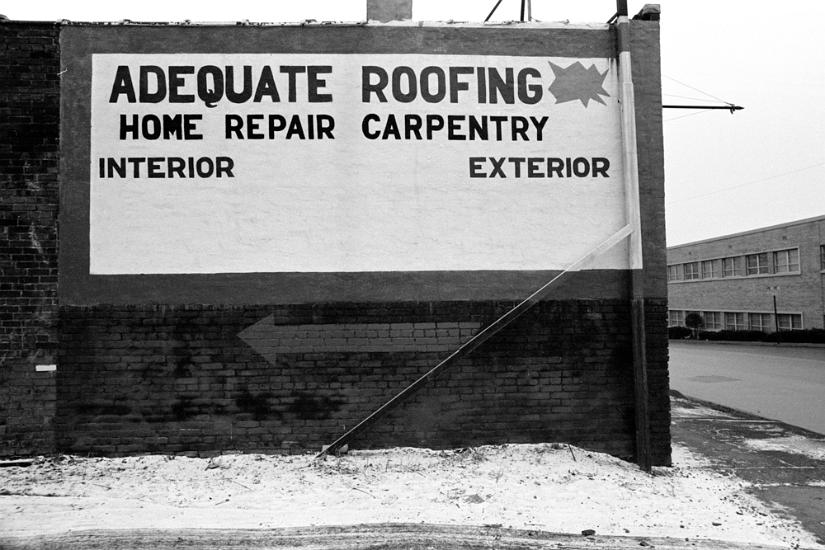 ADEQUATE ROOFING
HOME REPAIR CARPENTRY
INTERIOR EXTERIOR